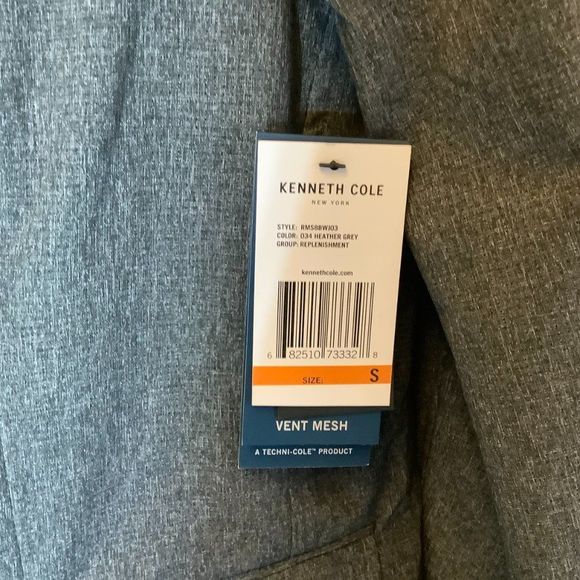 KENNETH COLE
NEW YORK
STYLE: RMS8BWJ03
COLOR: 034 HEATHER GREY
GROUP: REPLENISHMENT
kennethcole.com
6 82510 73332 8
SIZE: S
VENT MESH
A TECHNI-COLE™ PRODUCT